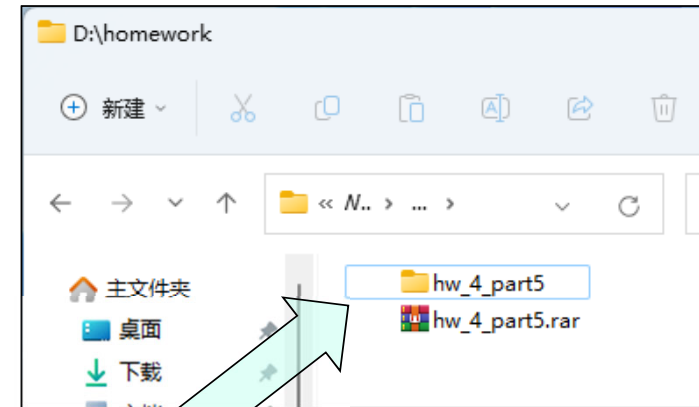 D:\homework
新建
« N.. › ... ›
主文件夹
hw_4_part5
桌面
hw_4_part5.rar
下载